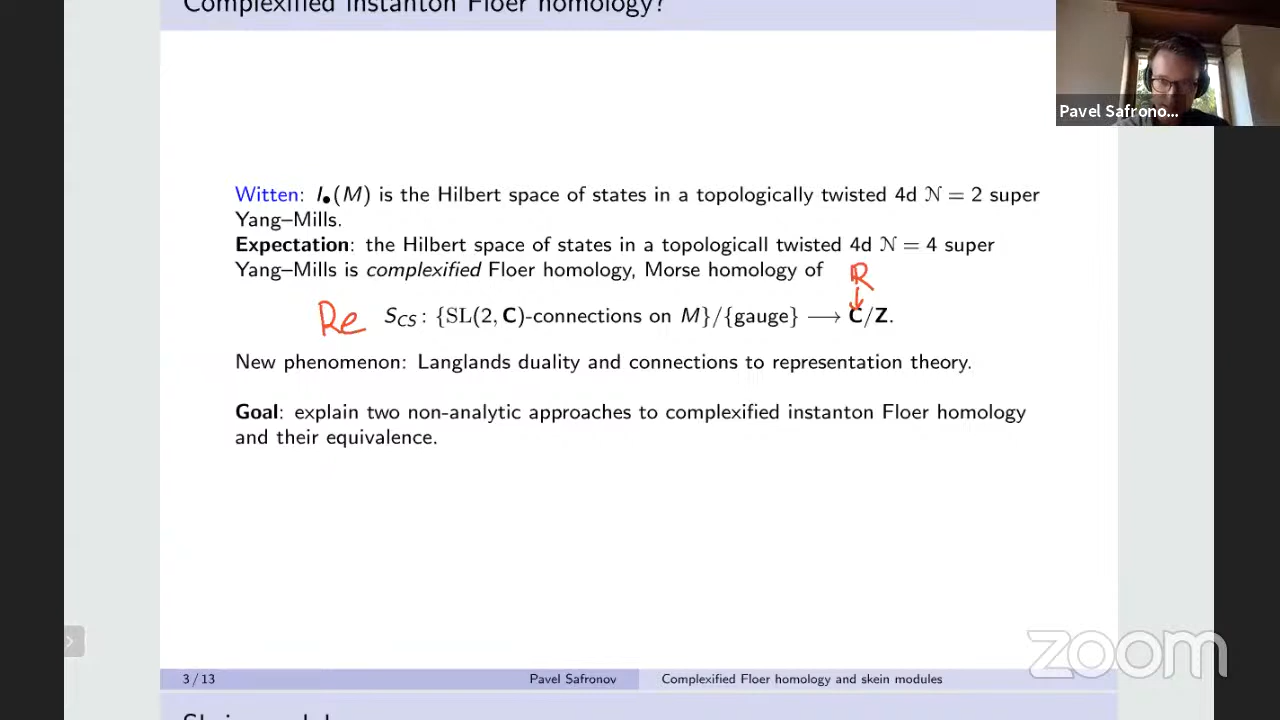 Complexified instanton Floer homology?
Pavel Safrono...
Witten: I•(M) is the Hilbert space of states in a topologically twisted 4d N = 2 super
Yang–Mills.
Expectation: the Hilbert space of states in a topologicall twisted 4d N = 4 super
Yang–Mills is complexified Floer homology, Morse homology of
R
↓
Re S_CS : {SL(2, C)-connections on M}/{gauge} ⟶ C/Z.
New phenomenon: Langlands duality and connections to representation theory.
Goal: explain two non-analytic approaches to complexified instanton Floer homology
and their equivalence.
zoom
3 / 13 Pavel Safronov Complexified Floer homology and skein modules